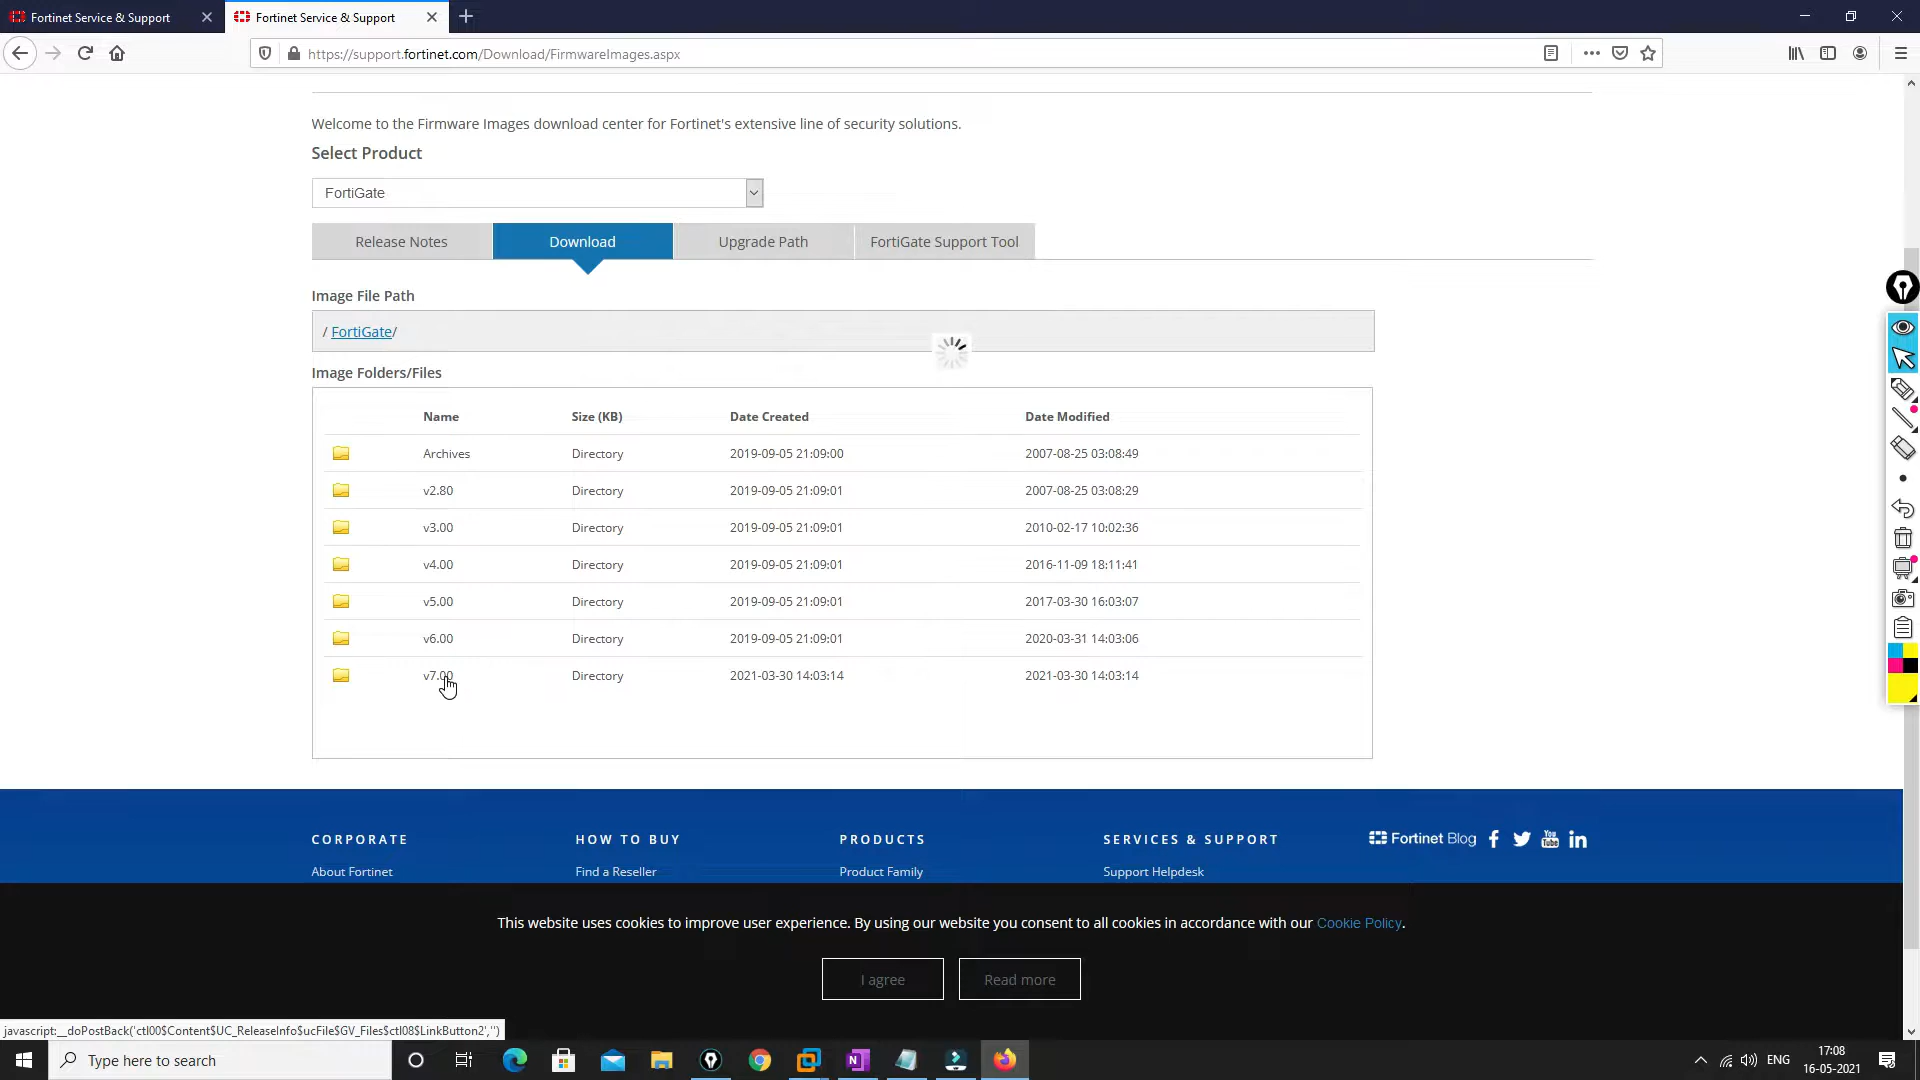 Fortinet Service & Support
Fortinet Service & Support
https://support.fortinet.com/Download/FirmwareImages.aspx
Welcome to the Firmware Images download center for Fortinet's extensive line of security solutions.
Select Product
FortiGate
Release Notes
Download
Upgrade Path
FortiGate Support Tool
Image File Path
/ FortiGate/
Image Folders/Files
Name Size (KB) Date Created Date Modified
Archives Directory 2019-09-05 21:09:00 2007-08-25 03:08:49
v2.80 Directory 2019-09-05 21:09:01 2007-08-25 03:08:29
v3.00 Directory 2019-09-05 21:09:01 2010-02-17 10:02:36
v4.00 Directory 2019-09-05 21:09:01 2016-11-09 18:11:41
v5.00 Directory 2019-09-05 21:09:01 2017-03-30 16:03:07
v6.00 Directory 2019-09-05 21:09:01 2020-03-31 14:03:06
v7.00 Directory 2021-03-30 14:03:14 2021-03-30 14:03:14
CORPORATE HOW TO BUY PRODUCTS SERVICES & SUPPORT Fortinet Blog
About Fortinet Find a Reseller Product Family Support Helpdesk
This website uses cookies to improve user experience. By using our website you consent to all cookies in accordance with our Cookie Policy.
I agree Read more
javascript:__doPostBack('ctl00$Content$UC_ReleaseInfo$ucFile$GV_Files$ctl08$LinkButton2','')
Type here to search
ENG
17:08
16-05-2021